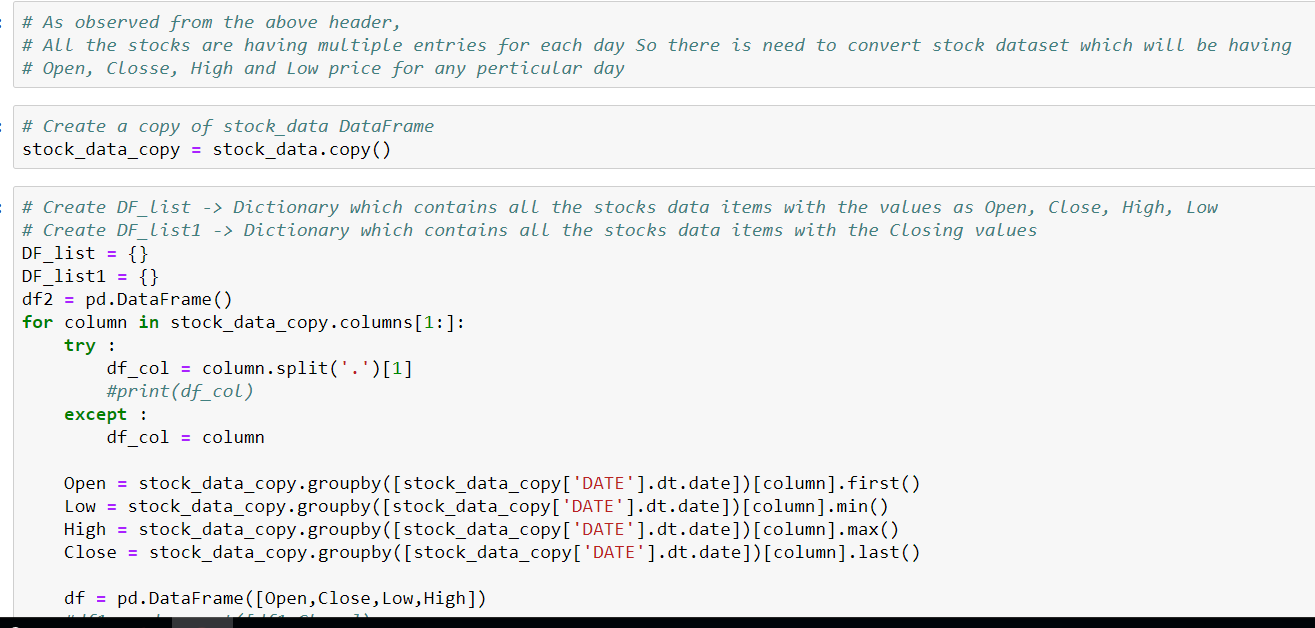 # As observed from the above header,
# All the stocks are having multiple entries for each day So there is need to convert stock dataset which will be having
# Open, Closse, High and Low price for any perticular day
# Create a copy of stock_data DataFrame
stock_data_copy = stock_data.copy()
# Create DF_list -> Dictionary which contains all the stocks data items with the values as Open, Close, High, Low
# Create DF_list1 -> Dictionary which contains all the stocks data items with the Closing values
DF_list = {}
DF_list1 = {}
df2 = pd.DataFrame()
for column in stock_data_copy.columns[1:]:
    try :
        df_col = column.split('.')[1]
        #print(df_col)
    except :
        df_col = column
    Open = stock_data_copy.groupby([stock_data_copy['DATE'].dt.date])[column].first()
    Low = stock_data_copy.groupby([stock_data_copy['DATE'].dt.date])[column].min()
    High = stock_data_copy.groupby([stock_data_copy['DATE'].dt.date])[column].max()
    Close = stock_data_copy.groupby([stock_data_copy['DATE'].dt.date])[column].last()
    df = pd.DataFrame([Open,Close,Low,High])